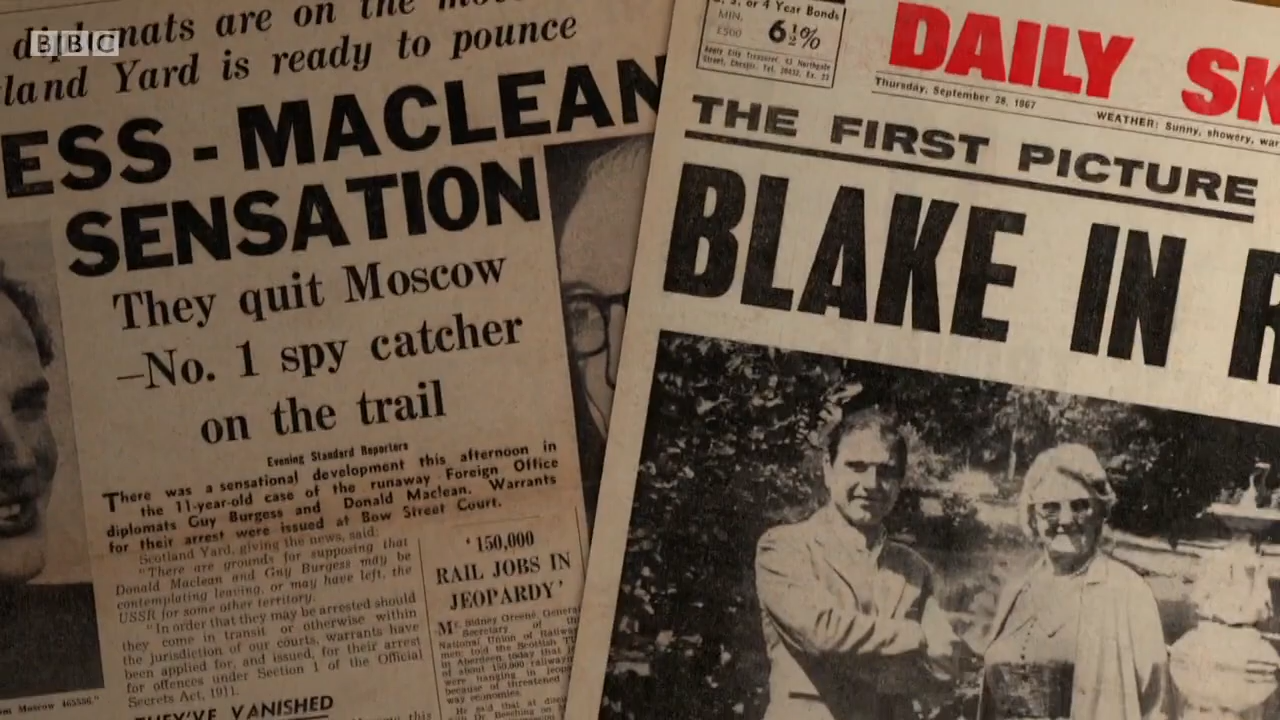 BBC
diplomats are on the
land Yard is ready to pounce
ESS - MACLEAN
SENSATION
They quit Moscow
—No. 1 spy catcher
on the trail
Evening Standard Reporters
There was a sensational development this afternoon in
the 11-year-old case of the runaway Foreign Office
diplomats Guy Burgess and Donald Maclean. Warrants
for their arrest were issued at Bow Street Court.
Scotland Yard, giving the news, said:
"There are grounds for supposing that
Donald Maclean and Guy Burgess may be
contemplating leaving, or may have left, the
USSR for some other territory.
"In order that they may be arrested should
they come in transit or otherwise within
the jurisdiction of our courts, warrants have
been applied for, and issued, for their arrest
for offences under Section 1 of the Official
Secrets Act, 1911.
THEY'VE VANISHED
Moscow 465586."
'150,000
RAIL JOBS IN
JEOPARDY'
Mr. Sidney Greene, General
Secretary of the
National Union of Railway-
men, told the Scottish TU
in Aberdeen today that
of about 150,000 railway
were hanging in jeop
because of threatened
way economies.
He said that at
with Dr. Beeching on
3, or 4 Year Bonds
MIN.
£500
6½%
Apply City Treasurer, 43 Northgate
Street, Chester. Tel. 20432, Ex. 23
DAILY SK
Thursday, September 28, 1967
WEATHER: Sunny, showery, war
THE FIRST PICTURE
BLAKE IN R